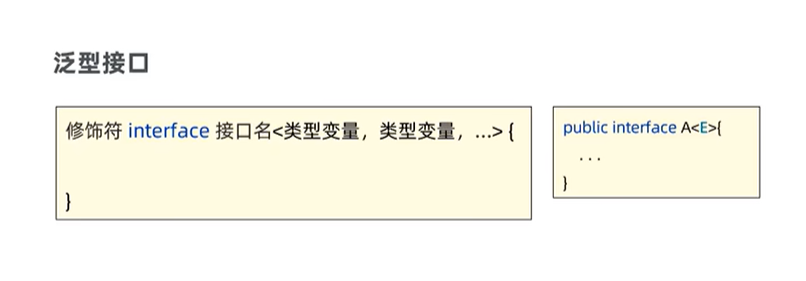 泛型接口
修饰符 interface 接口名<类型变量，类型变量，...> {
}
public interface A<E>{
...
}